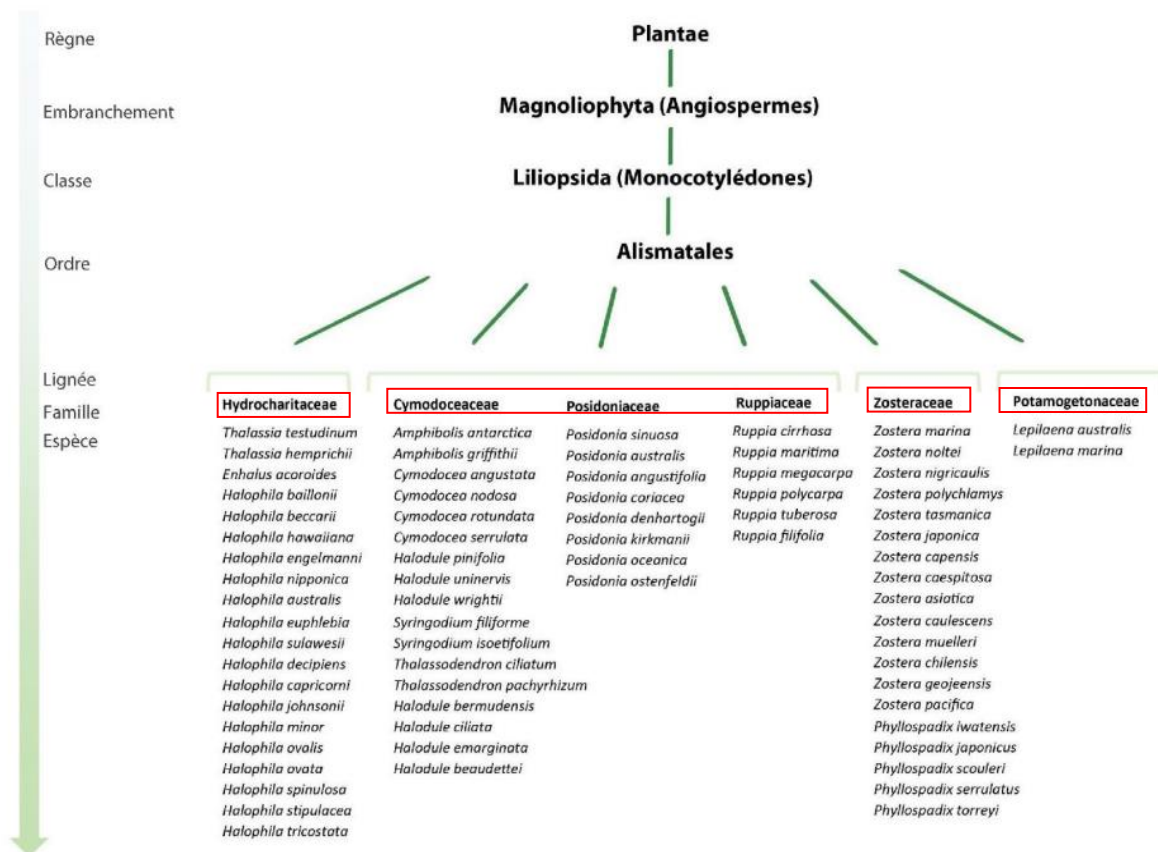 Règne
Plantae
Embranchement
Magnoliophyta (Angiospermes)
Classe
Liliopsida (Monocotylédones)
Ordre
Alismatales
Lignée
Famille
Espèce
Hydrocharitaceae
Thalassia testudinum
Thalassia hemprichii
Enhalus acoroides
Halophila baillonii
Halophila beccarii
Halophila hawaiiana
Halophila engelmanni
Halophila nipponica
Halophila australis
Halophila euphlebia
Halophila sulawesii
Halophila decipiens
Halophila capricorni
Halophila johnsonii
Halophila minor
Halophila ovalis
Halophila ovata
Halophila spinulosa
Halophila stipulacea
Halophila tricostata
Cymodoceaceae
Amphibolis antarctica
Amphibolis griffithii
Cymodocea angustata
Cymodocea nodosa
Cymodocea rotundata
Cymodocea serrulata
Halodule pinifolia
Halodule uninervis
Halodule wrightii
Syringodium filiforme
Syringodium isoetifolium
Thalassodendron ciliatum
Thalassodendron pachyrhizum
Halodule bermudensis
Halodule ciliata
Halodule emarginata
Halodule beaudettei
Posidoniaceae
Posidonia sinuosa
Posidonia australis
Posidonia angustifolia
Posidonia coriacea
Posidonia denhartogii
Posidonia kirkmanii
Posidonia oceanica
Posidonia ostenfeldii
Ruppiaceae
Ruppia cirrhosa
Ruppia maritima
Ruppia megacarpa
Ruppia polycarpa
Ruppia tuberosa
Ruppia filifolia
Zosteraceae
Zostera marina
Zostera noltei
Zostera nigricaulis
Zostera polychlamys
Zostera tasmanica
Zostera japonica
Zostera capensis
Zostera caespitosa
Zostera asiatica
Zostera caulescens
Zostera muelleri
Zostera chilensis
Zostera geojeensis
Zostera pacifica
Phyllospadix iwatensis
Phyllospadix japonicus
Phyllospadix scouleri
Phyllospadix serrulatus
Phyllospadix torreyi
Potamogetonaceae
Lepilaena australis
Lepilaena marina